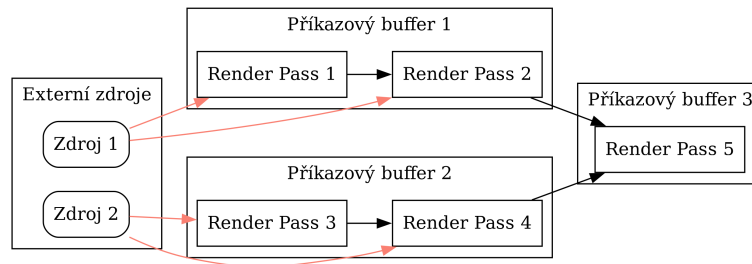 Příkazový buffer 1
Render Pass 1
Render Pass 2
Externí zdroje
Zdroj 1
Zdroj 2
Příkazový buffer 2
Render Pass 3
Render Pass 4
Příkazový buffer 3
Render Pass 5